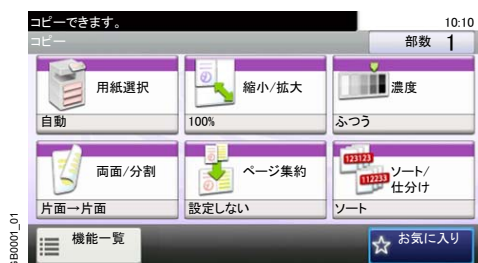 コピーできます。
10:10
コピー
部数 1
用紙選択
自動
縮小/拡大
100%
濃度
ふつう
両面/分割
片面→片面
ページ集約
設定しない
123123
112233
ソート/
仕分け
ソート
機能一覧
お気に入り